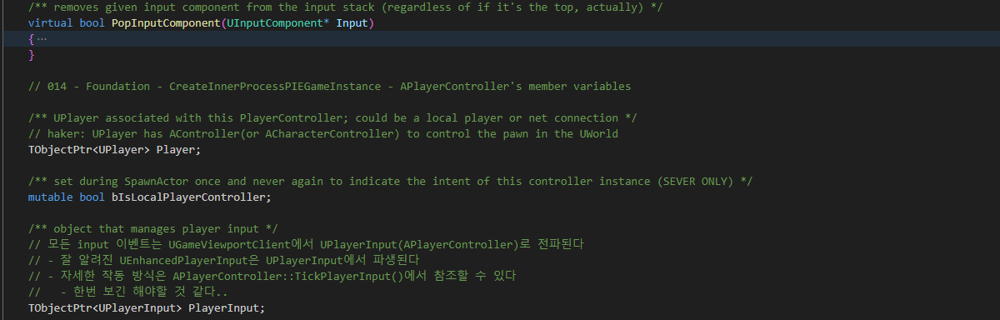 /** removes given input component from the input stack (regardless of if it's the top, actually) */
virtual bool PopInputComponent(UInputComponent* Input)
{ ···
}
// 014 - Foundation - CreateInnerProcessPIEGameInstance - APlayerController's member variables
/** UPlayer associated with this PlayerController; could be a local player or net connection */
// haker: UPlayer has AController(or ACharacterController) to control the pawn in the UWorld
TObjectPtr<UPlayer> Player;
/** set during SpawnActor once and never again to indicate the intent of this controller instance (SEVER ONLY) */
mutable bool bIsLocalPlayerController;
/** object that manages player input */
// 모든 input 이벤트는 UGameViewportClient에서 UPlayerInput(APlayerController)로 전파된다
// - 잘 알려진 UEnhancedPlayerInput은 UPlayerInput에서 파생된다
// - 자세한 작동 방식은 APlayerController::TickPlayerInput()에서 참조할 수 있다
//   - 한번 보긴 해야할 것 같다..
TObjectPtr<UPlayerInput> PlayerInput;